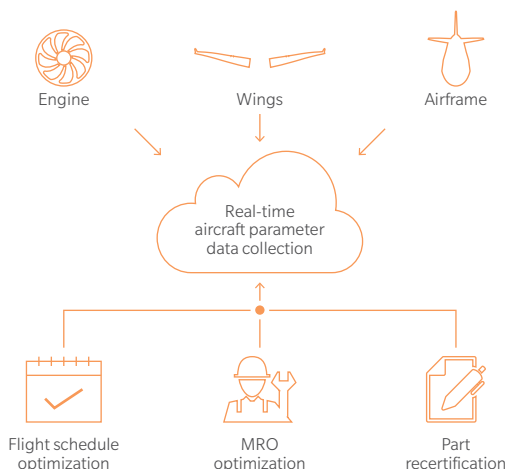 Engine
Wings
Airframe
Real-time
aircraft parameter
data collection
Flight schedule
optimization
MRO
optimization
Part
recertification